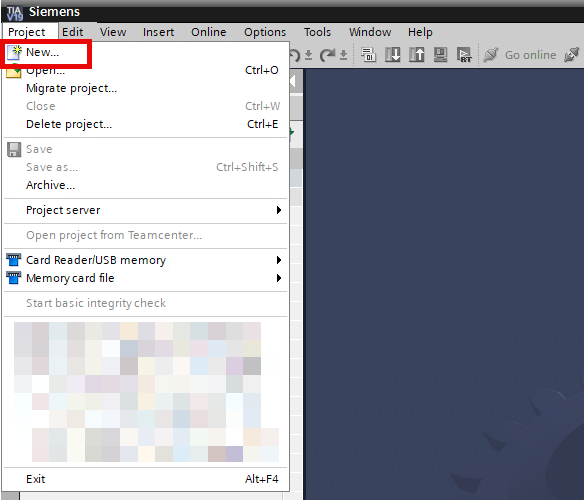 TIA V19 Siemens
Project Edit View Insert Online Options Tools Window Help
New...
Go online
Open... Ctrl+O
Migrate project...
Close Ctrl+W
Delete project... Ctrl+E
Save
Save as... Ctrl+Shift+S
Archive...
Project server
Open project from Teamcenter...
Card Reader/USB memory
Memory card file
Start basic integrity check
Exit Alt+F4